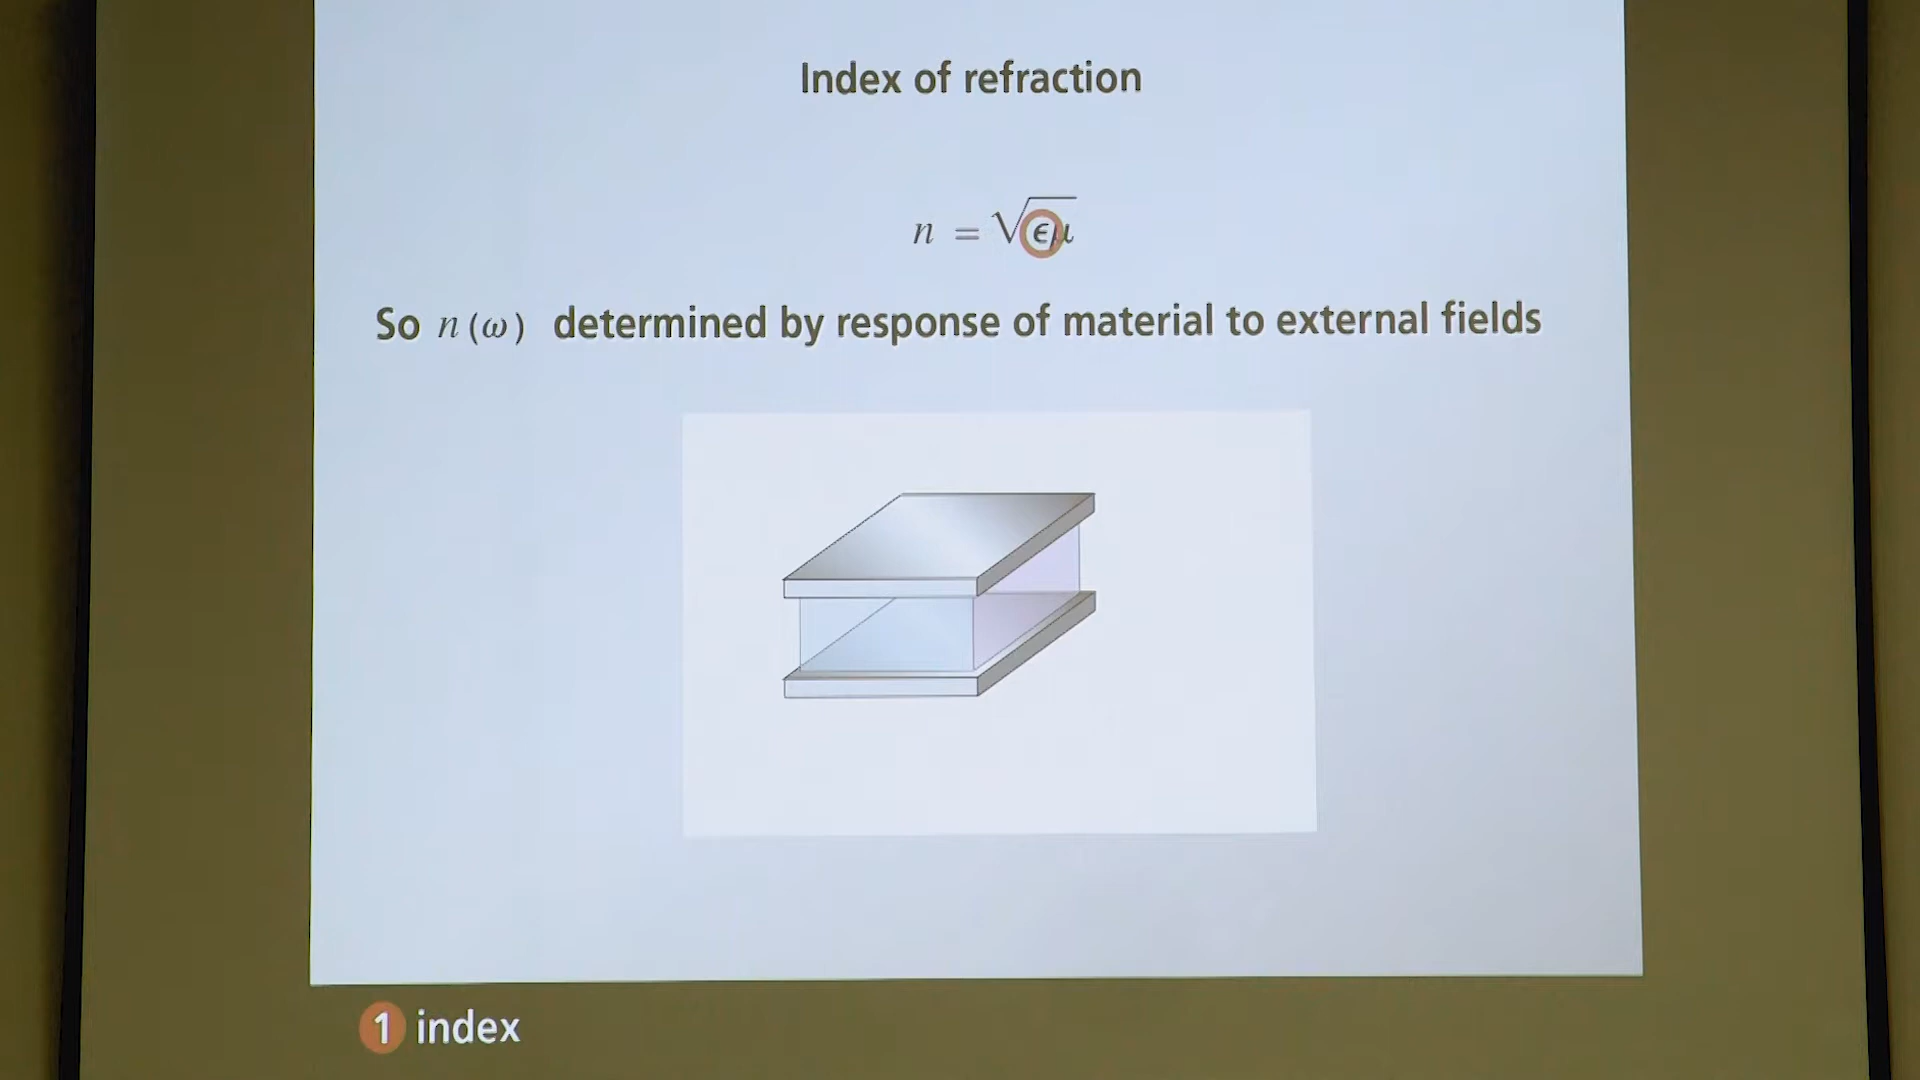 Index of refraction
n = √ϵμ
So n(ω) determined by response of material to external fields
1 index